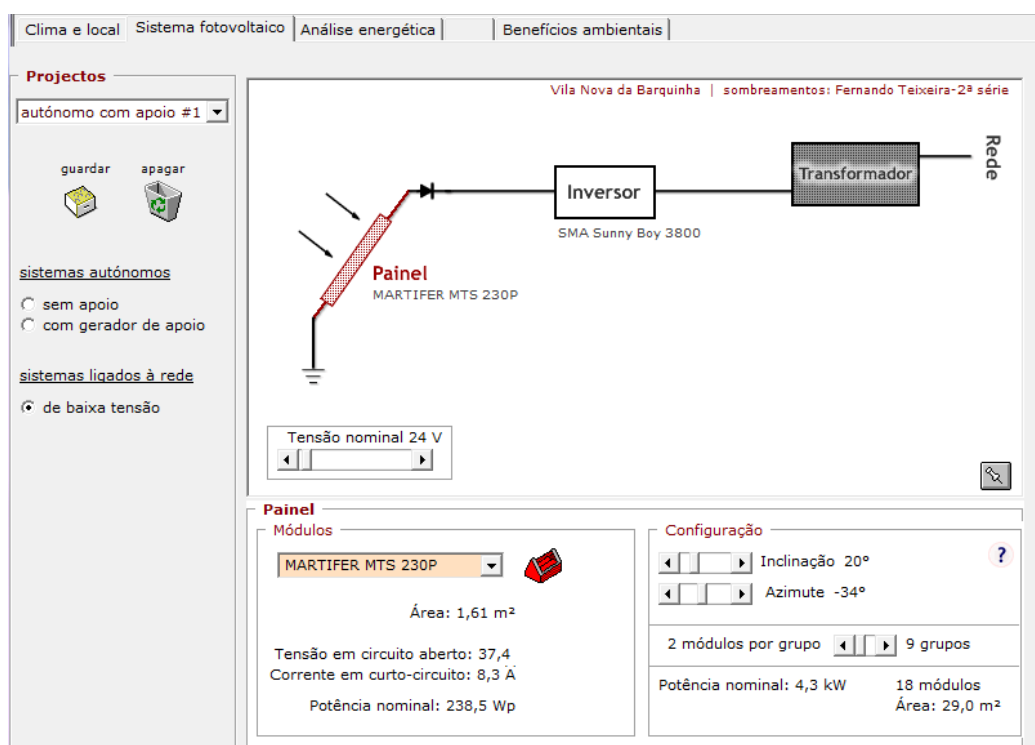 Clima e local
Sistema fotovoltaico
Análise energética
Benefícios ambientais
Projectos
autónomo com apoio #1
guardar
apagar
sistemas autónomos
sem apoio
com gerador de apoio
sistemas ligados à rede
de baixa tensão
Vila Nova da Barquinha | sombreamentos: Fernando Teixeira-2ª série
Rede
Transformador
Inversor
SMA Sunny Boy 3800
Painel
MARTIFER MTS 230P
Tensão nominal 24 V
Painel
Módulos
MARTIFER MTS 230P
Área: 1,61 m²
Tensão em circuito aberto: 37,4
Corrente em curto-circuito: 8,3 A
Potência nominal: 238,5 Wp
Configuração
?
Inclinação 20°
Azimute -34°
2 módulos por grupo 9 grupos
Potência nominal: 4,3 kW 18 módulos
Área: 29,0 m²